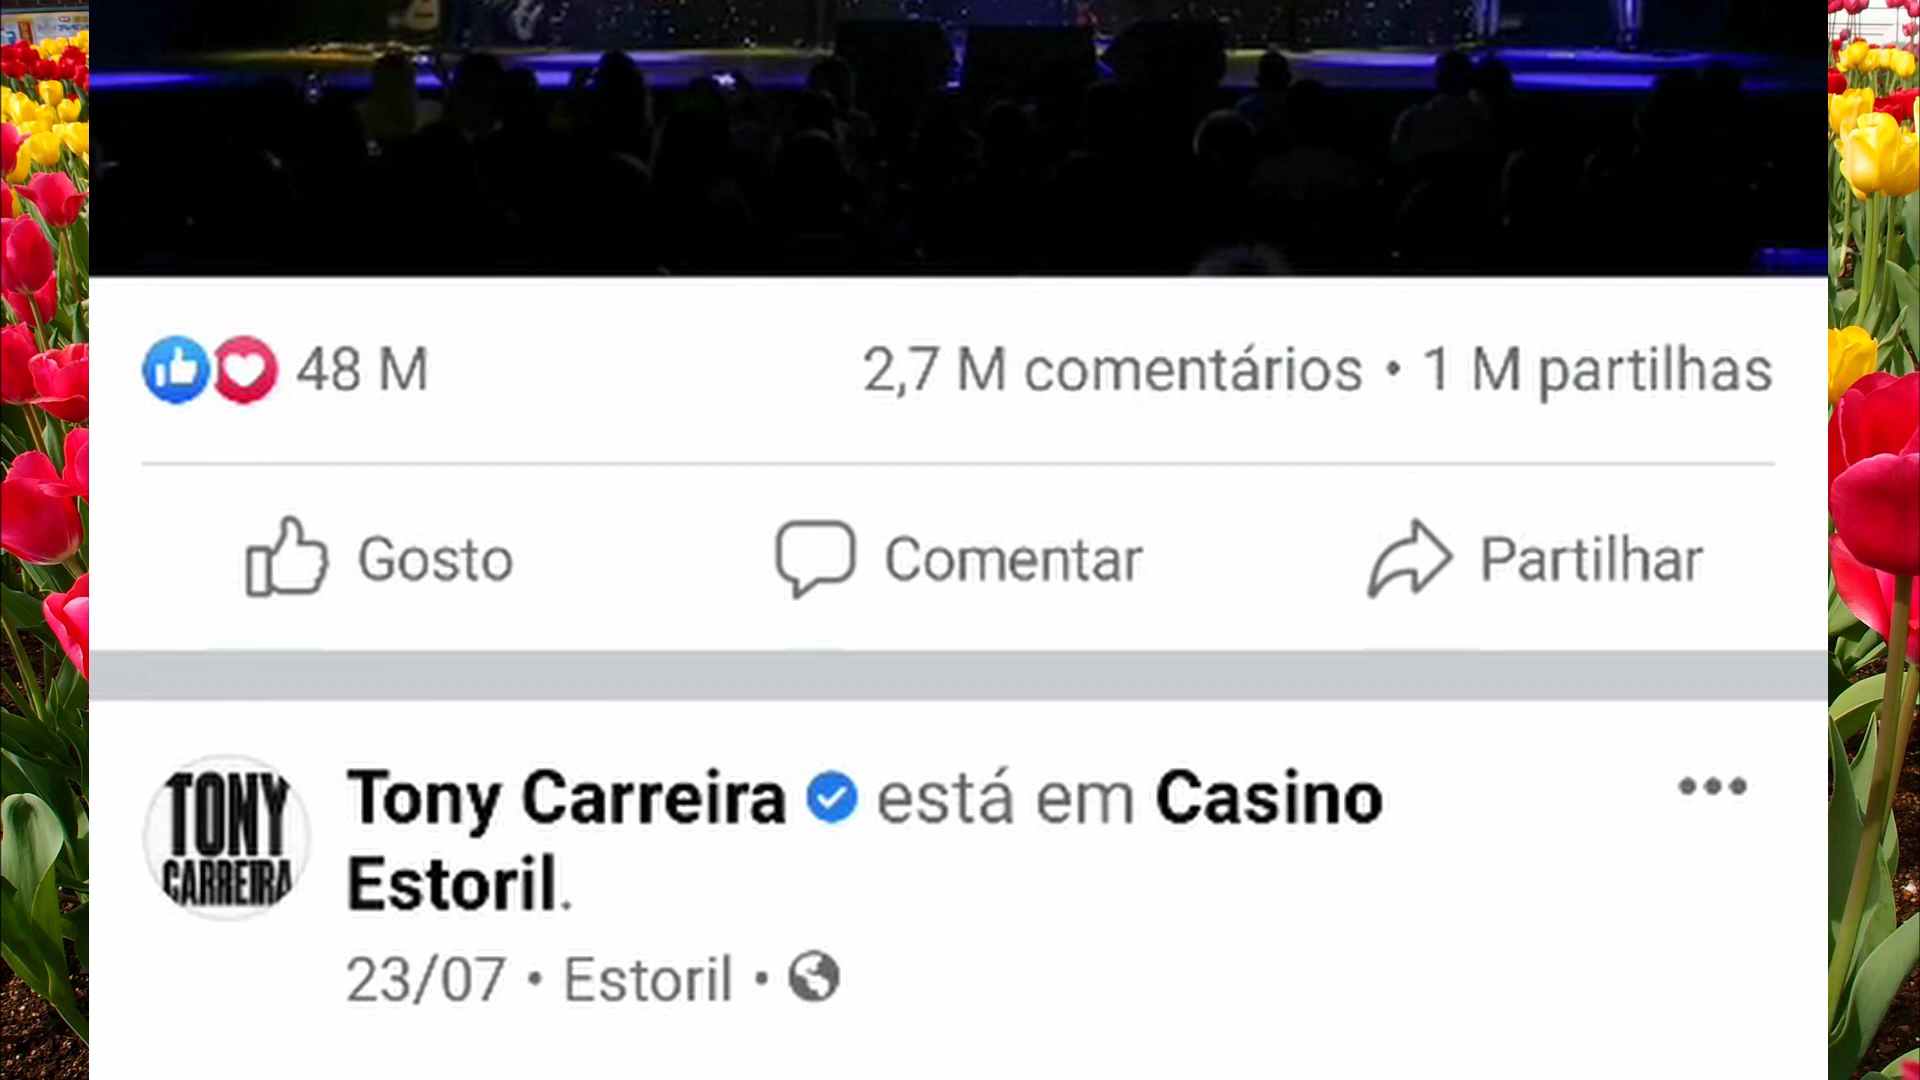 48 M
2,7 M comentários • 1 M partilhas
Gosto
Comentar
Partilhar
TONY
CARREIRA
Tony Carreira está em Casino
Estoril.
23/07 • Estoril •